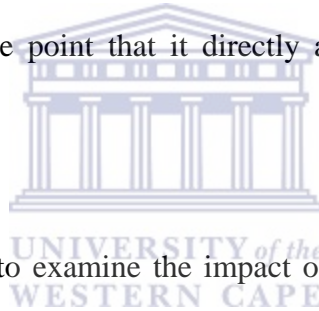 e point that it directly a
UNIVERSITY of the
to examine the impact o
WESTERN CAPE